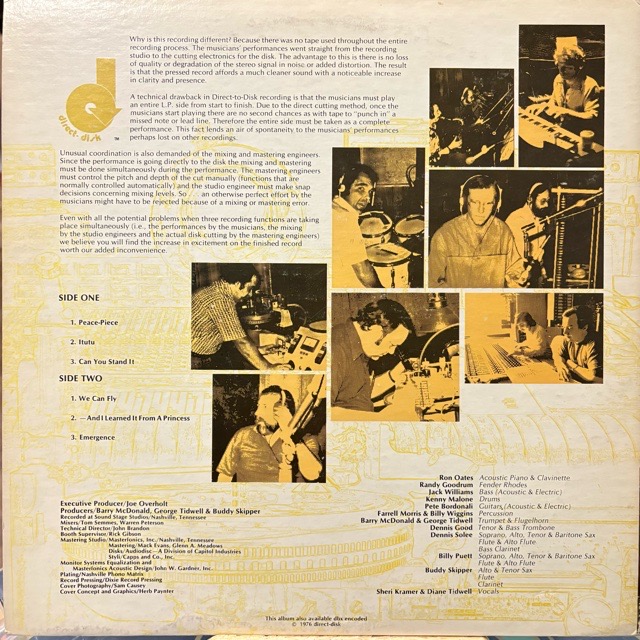 Why is this recording different? Because there was no tape used throughout the entire
recording process. The musicians' performances went straight from the recording
studio to the cutting electronics for the disk. The advantage to this is there is no loss
of quality or degradation of the stereo signal in noise or added distortion. The result
is that the pressed record affords a much cleaner sound with a noticeable increase
in clarity and presence.
A technical drawback in Direct-to-Disk recording is that the musicians must play
an entire L.P. side from start to finish. Due to the direct cutting method, once the
musicians start playing there are no second chances as with tape to "punch in" a
missed note or lead line. Therefore the entire side must be taken as a complete
performance. This fact lends an air of spontaneity to the musicians' performances
perhaps lost on other recordings.
direct-disk
TM
Unusual coordination is also demanded of the mixing and mastering engineers.
Since the performance is going directly to the disk the mixing and mastering
must be done simultaneously during the performance. The mastering engineers
must control the pitch and depth of the cut manually (functions that are
normally controlled automatically) and the studio engineer must make snap
decisions concerning mixing levels. So . . . an otherwise perfect effort by the
musicians might have to be rejected because of a mixing or mastering error.
Even with all the potential problems when three recording functions are taking
place simultaneously (i.e., the performances by the musicians, the mixing
by the studio engineers and the actual disk cutting by the mastering engineers)
we believe you will find the increase in excitement on the finished record
worth our added inconvenience.
SIDE ONE
1. Peace-Piece
2. Itutu
3. Can You Stand It
SIDE TWO
1. We Can Fly
2. —And I Learned It From A Princess
3. Emergence
Executive Producer/Joe Overholt
Producers/Barry McDonald, George Tidwell & Buddy Skipper
Recorded at Sound Stage Studios/Nashville, Tennessee
Mixers/Tom Semmes, Warren Peterson
Technical Director/John Brandon
Booth Supervisor/Rick Gibson
Mastering Studio/Masterfonics, Inc./Nashville, Tennessee
Mastering/Mark Evans, Glenn A. Meadows
Disks/Audiodisc—A Division of Capitol Industries
Styli/Capps and Co., Inc.
Monitor Systems Equalization and
Masterfonics Acoustic Design/John W. Gardner, Inc.
Plating/Nashville Phono Matrix
Record Pressing/Dixie Record Pressing
Cover Photography/Sam Causey
Cover Concept and Graphics/Herb Paynter
Ron Oates Acoustic Piano & Clavinette
Randy Goodrum Fender Rhodes
Jack Williams Bass (Acoustic & Electric)
Kenny Malone Drums
Pete Bordonali Guitars, (Acoustic & Electric)
Farrell Morris & Billy Wiggins Percussion
Barry McDonald & George Tidwell Trumpet & Flugelhorn
Dennis Good Tenor & Bass Trombone
Dennis Solee Soprano, Alto, Tenor & Baritone Sax
Flute & Alto Flute
Bass Clarinet
Billy Puett Soprano, Alto, Tenor & Baritone Sax
Flute & Alto Flute
Buddy Skipper Alto & Tenor Sax
Flute
Clarinet
Sheri Kramer & Diane Tidwell Vocals
This album also available dbx encoded
© 1976 direct-disk